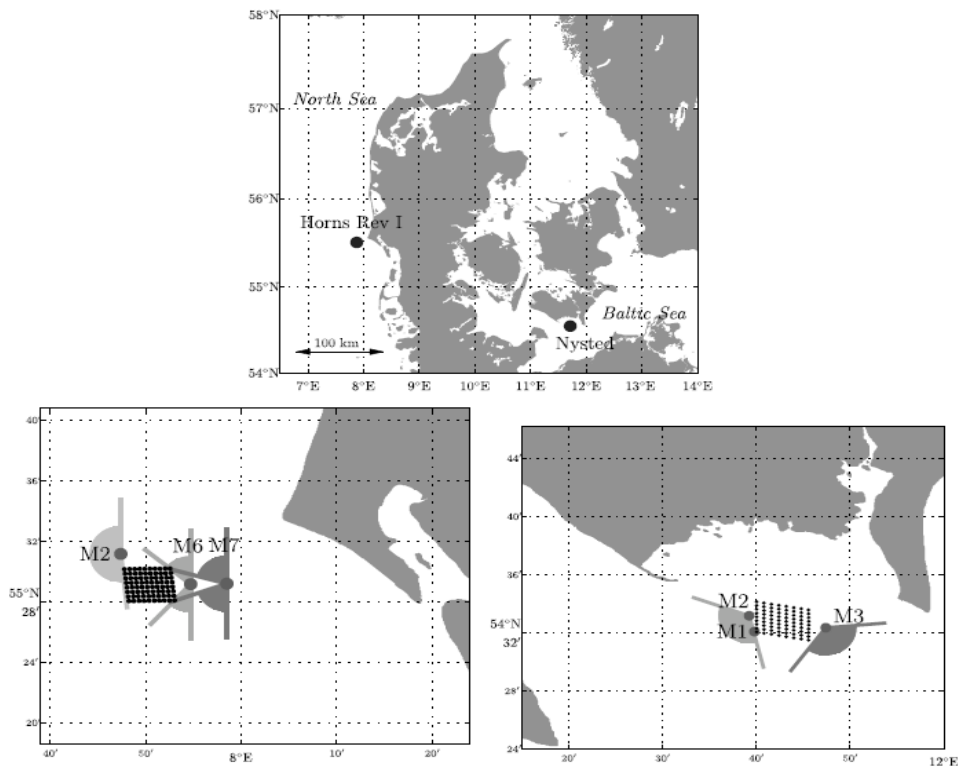 58°N
North Sea
57°N
56°N
Horns Rev I
55°N
Baltic Sea
100 km
Nysted
54°N
7°E 8°E 9°E 10°E 11°E 12°E 13°E 14°E
40′
36′
32′
M2 M6 M7
55°N
28′
24′
20′
40′ 50′ 8°E 10′ 20′
44′
40′
36′
M2
M3
54°N
M1
32′
28′
24′
20′ 30′ 40′ 50′ 12°E